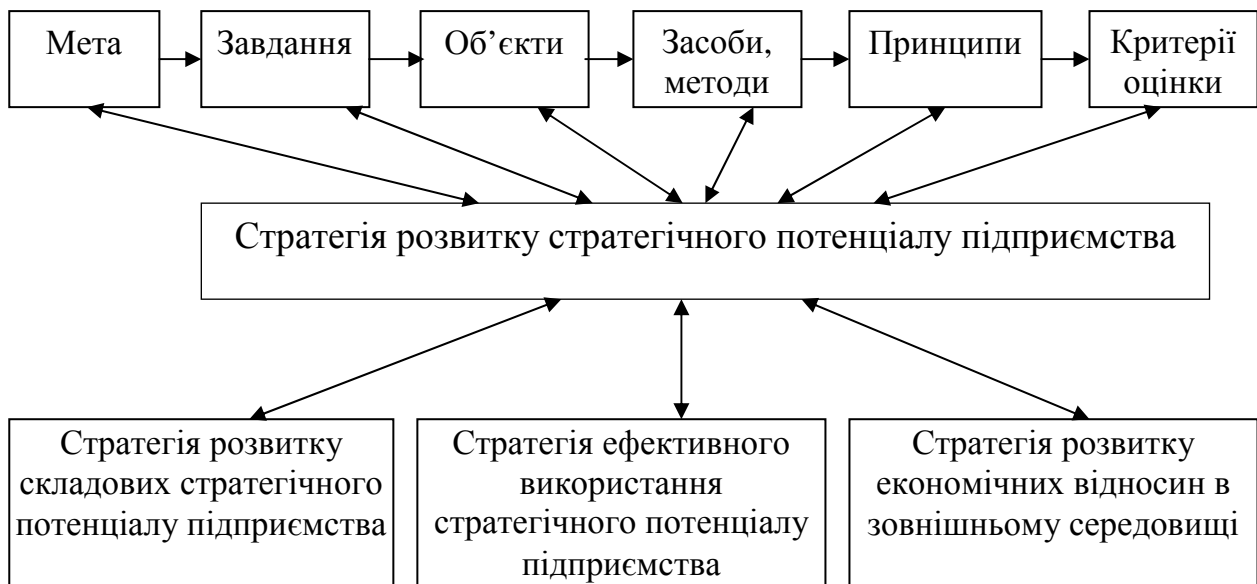 Мета
Завдання
Об’єкти
Засоби,
методи
Принципи
Критерії
оцінки
Стратегія розвитку стратегічного потенціалу підприємства
Стратегія розвитку
складових стратегічного
потенціалу підприємства
Стратегія ефективного
використання
стратегічного потенціалу
підприємства
Стратегія розвитку
економічних відносин в
зовнішньому середовищі